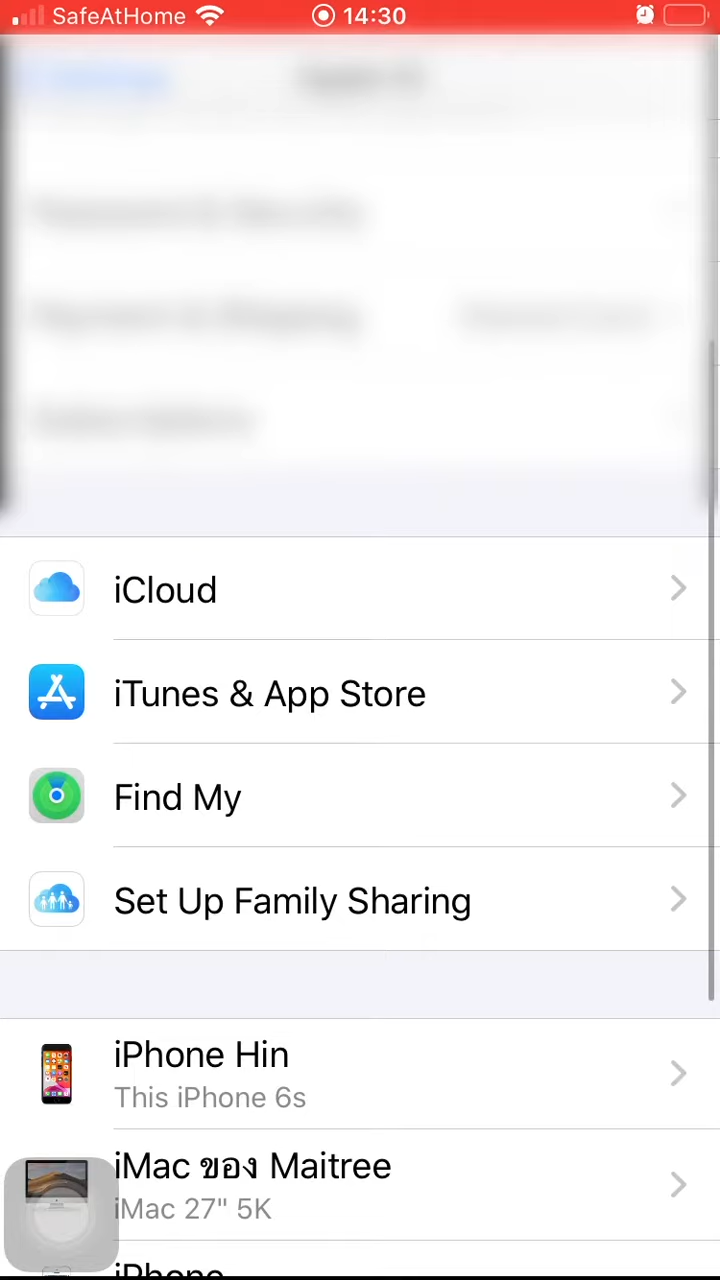 SafeAtHome
14:30
iCloud
iTunes & App Store
Find My
Set Up Family Sharing
iPhone Hin
This iPhone 6s
iMac ของ Maitree
iMac 27" 5K
iPhone